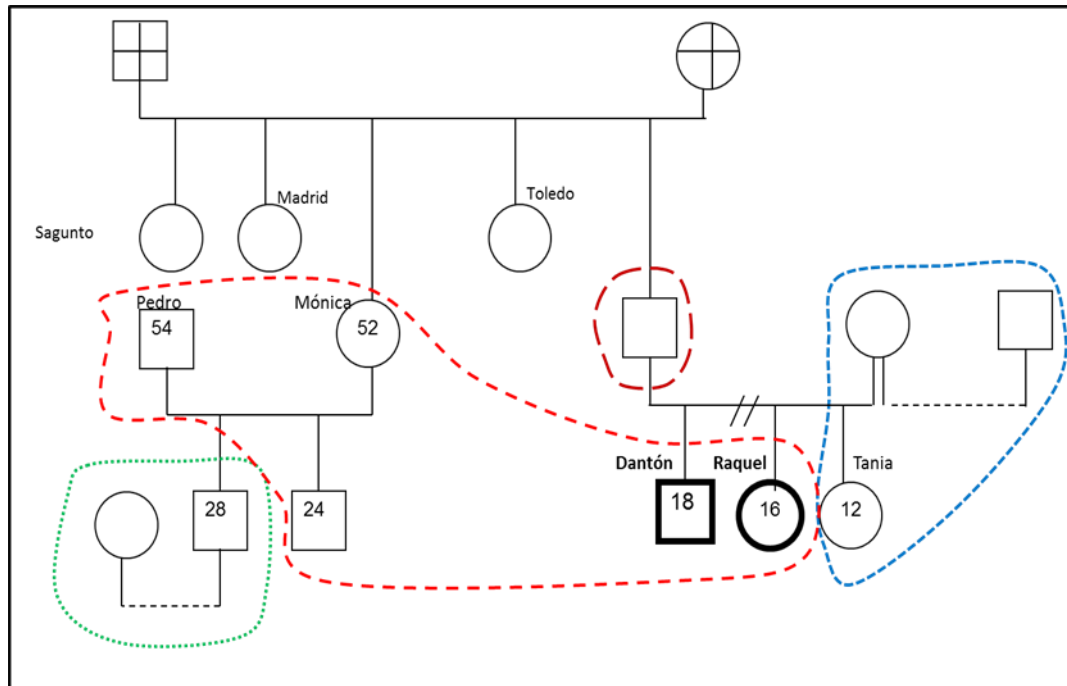 Madrid
Toledo
Sagunto
Pedro
Mónica
54
52
Dantón
Raquel
Tania
28
24
18
16
12